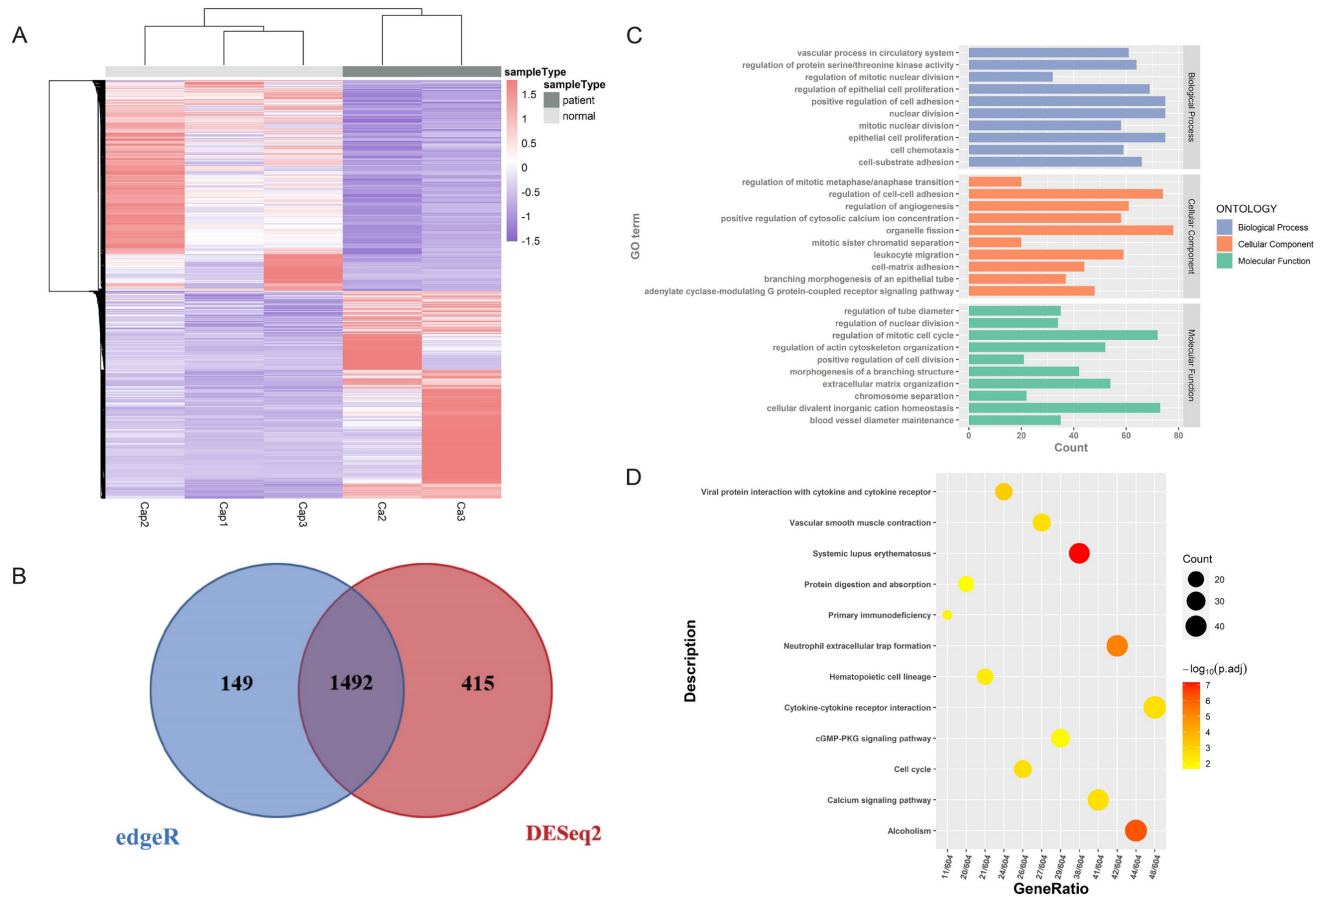 A
sampleType
1.5
1
0.5
0
-0.5
-1
-1.5
sampleType
patient
normal
Cap2
Cap1
Cap3
Ca2
Ca3
B
149
1492
415
edgeR
DESeq2
C
GO term
vascular process in circulatory system
regulation of protein serine/threonine kinase activity
regulation of mitotic nuclear division
regulation of epithelial cell proliferation
positive regulation of cell adhesion
nuclear division
mitotic nuclear division
epithelial cell proliferation
cell chemotaxis
cell-substrate adhesion
Biological Process
regulation of mitotic metaphase/anaphase transition
regulation of cell-cell adhesion
regulation of angiogenesis
positive regulation of cytosolic calcium ion concentration
organelle fission
mitotic sister chromatid separation
leukocyte migration
cell-matrix adhesion
branching morphogenesis of an epithelial tube
adenylate cyclase-modulating G protein-coupled receptor signaling pathway
Cellular Component
regulation of tube diameter
regulation of nuclear division
regulation of mitotic cell cycle
regulation of actin cytoskeleton organization
positive regulation of cell division
morphogenesis of a branching structure
extracellular matrix organization
chromosome separation
cellular divalent inorganic cation homeostasis
blood vessel diameter maintenance
Molecular Function
0 20 40 60 80
Count
ONTOLOGY
Biological Process
Cellular Component
Molecular Function
D
Description
Viral protein interaction with cytokine and cytokine receptor
Vascular smooth muscle contraction
Systemic lupus erythematosus
Protein digestion and absorption
Primary immunodeficiency
Neutrophil extracellular trap formation
Hematopoietic cell lineage
Cytokine-cytokine receptor interaction
cGMP-PKG signaling pathway
Cell cycle
Calcium signaling pathway
Alcoholism
11/604
20/604
21/604
24/604
26/604
27/604
29/604
38/604
41/604
42/604
44/604
48/604
GeneRatio
Count
20
30
40
−log10(p.adj)
7
6
5
4
3
2